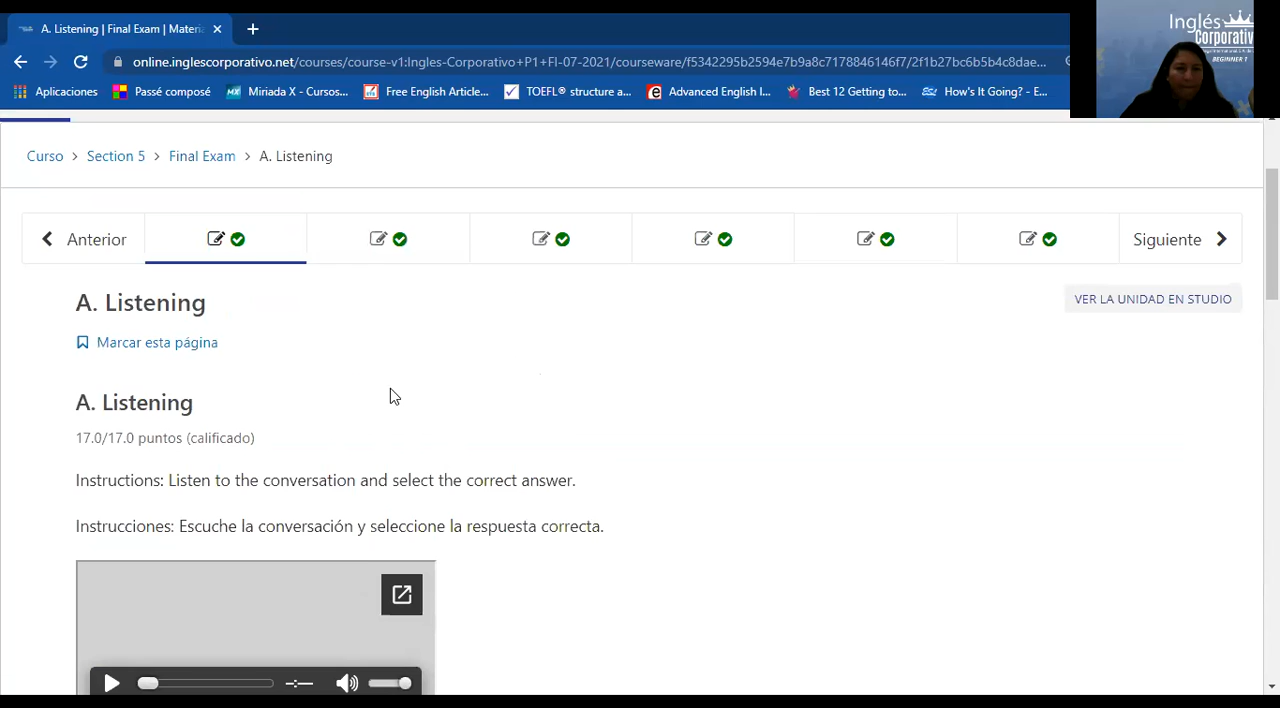 A. Listening | Final Exam | Materi
online.inglescorporativo.net/courses/course-v1:Ingles-Corporativo+P1+FI-07-2021/courseware/f5342295b2594e7b9a8c7178846146f7/2f1b27bc6b5b4c8dae...
Aplicaciones Passé composé Miriada X - Cursos... Free English Article... TOEFL® structure a... Advanced English I... Best 12 Getting to... How's It Going? - E...
Inglés
Corporativ
BEGINNER 1
Curso > Section 5 > Final Exam > A. Listening
Anterior
Siguiente
A. Listening
VER LA UNIDAD EN STUDIO
Marcar esta página
A. Listening
17.0/17.0 puntos (calificado)
Instructions: Listen to the conversation and select the correct answer.
Instrucciones: Escuche la conversación y seleccione la respuesta correcta.
-:--